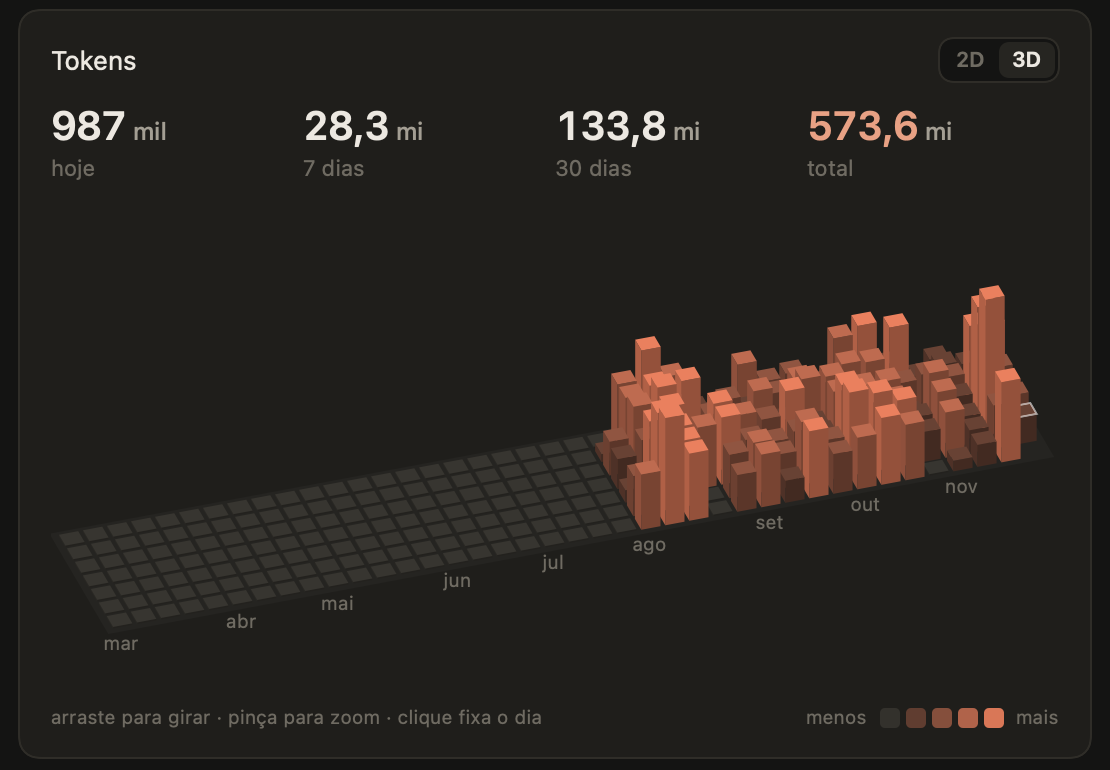 Tokens
2D 3D
987 mil
28,3 mi
133,8 mi
573,6 mi
hoje
7 dias
30 dias
total
mar
abr
mai
jun
jul
ago
set
out
nov
arraste para girar · pinça para zoom · clique fixa o dia
menos
mais